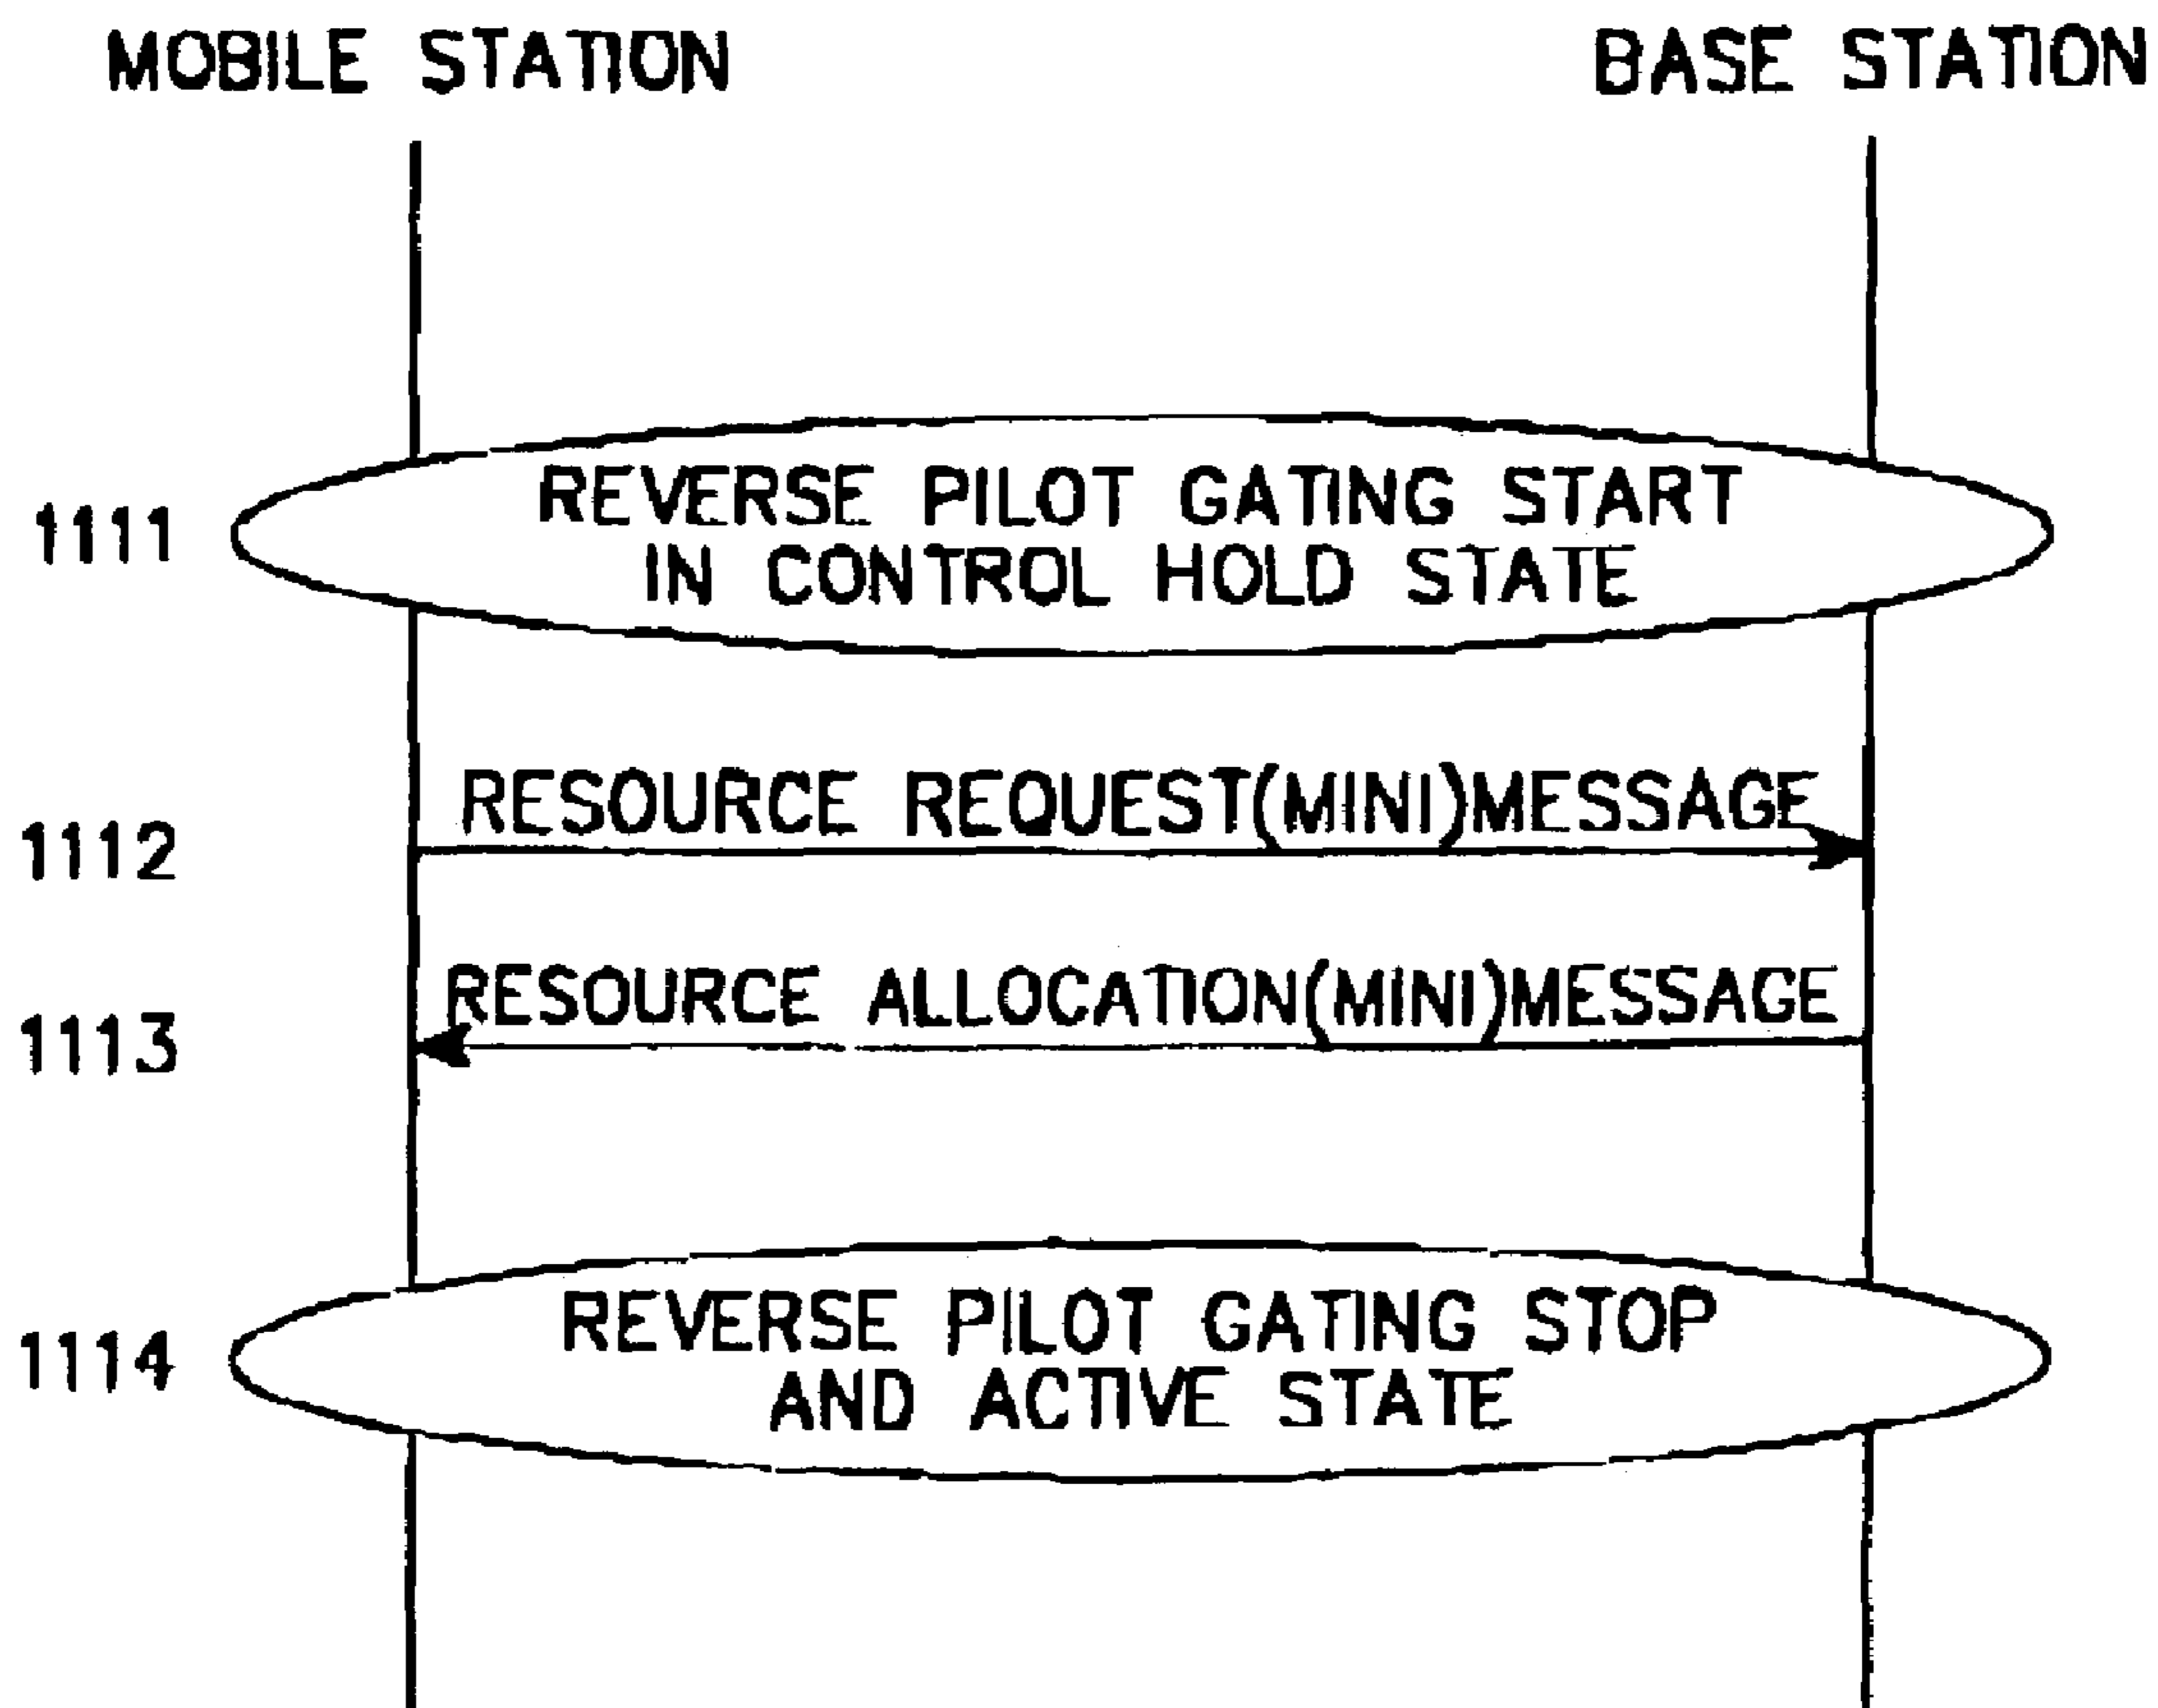 MOBILE STATION
BASE STATION
1111
REVERSE PILOT GATING START
IN CONTROL HOLD STATE
1112
RESOURCE REQUEST(MINI)MESSAGE
1113
RESOURCE ALLOCATION(MINI)MESSAGE
1114
REVERSE PILOT GATING STOP
AND ACTIVE STATE